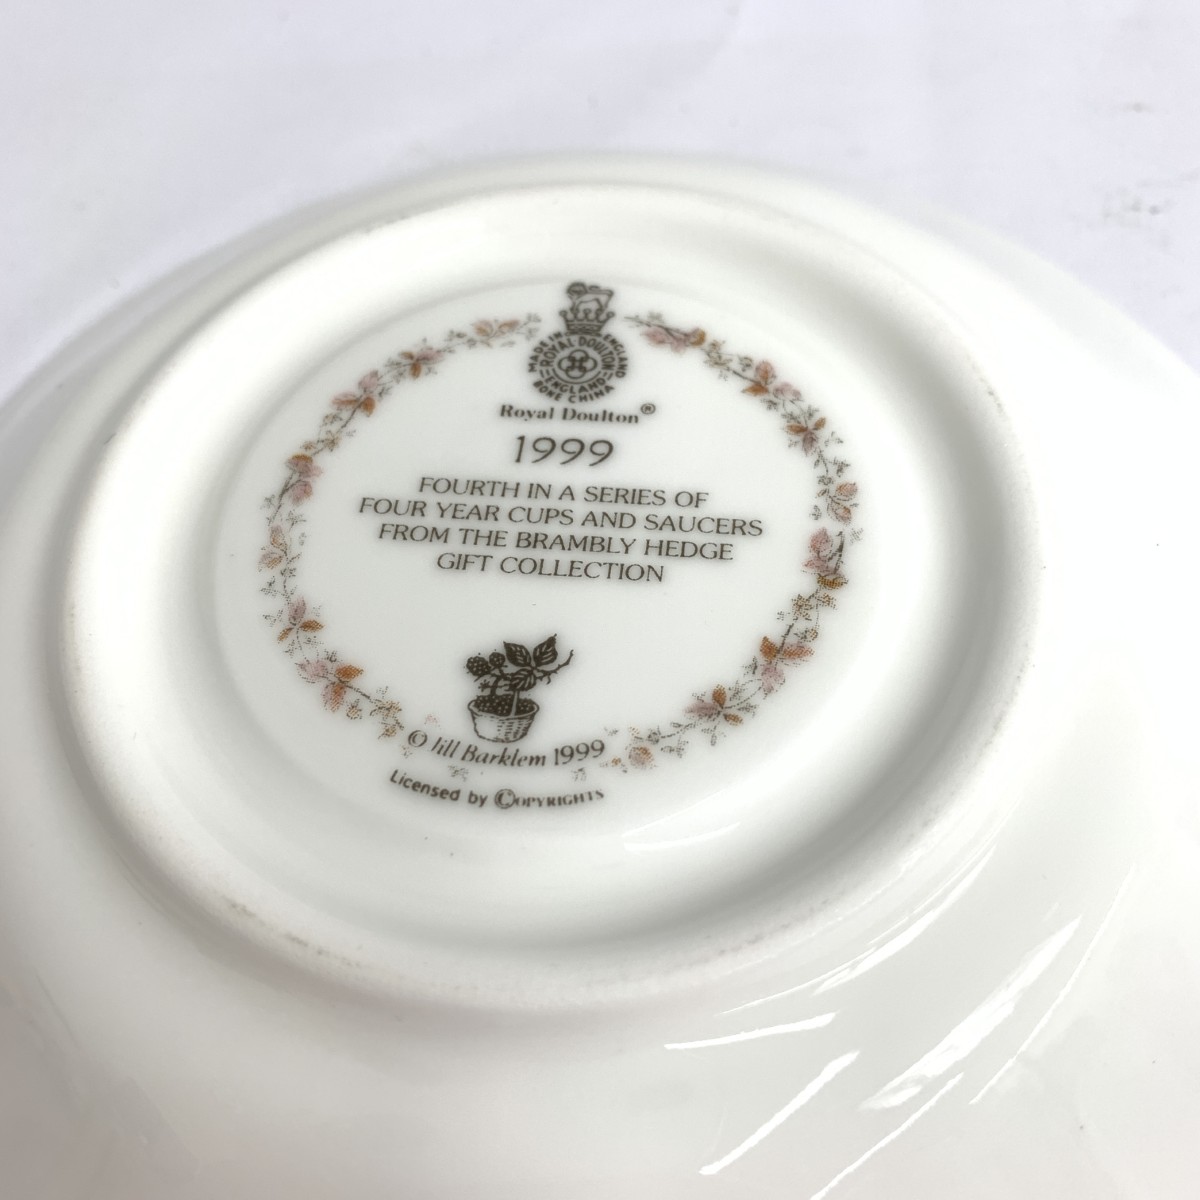 MADE IN ENGLAND
ROYAL DOULTON
ENGLAND
BONE CHINA
Royal Doulton®
1999
FOURTH IN A SERIES OF
FOUR YEAR CUPS AND SAUCERS
FROM THE BRAMBLY HEDGE
GIFT COLLECTION
© Jill Barklem 1999
Licensed by ©OPYRIGHTS